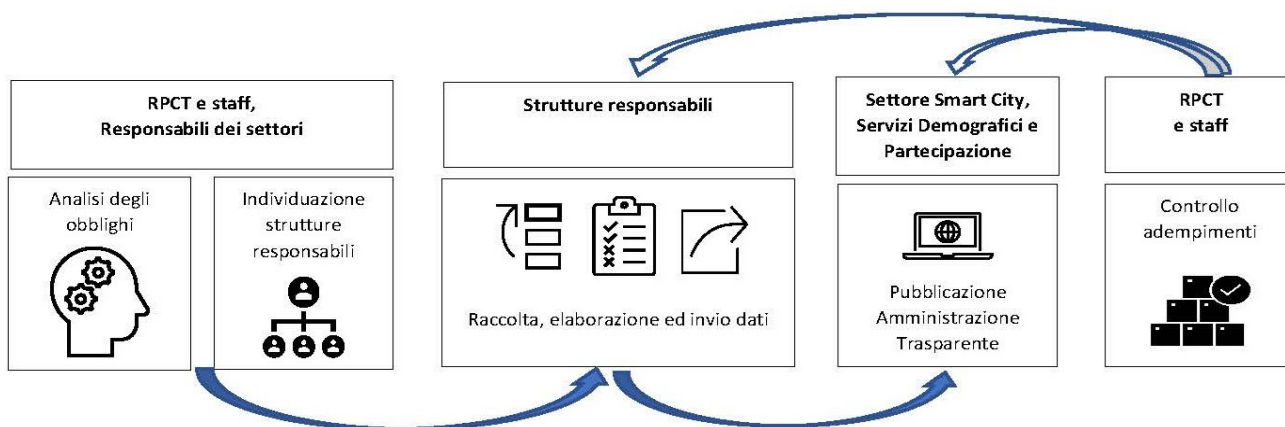 RPCT e staff,
Responsabili dei settori
Analisi degli
obblighi
Individuazione
strutture
responsabili
Strutture responsabili
Raccolta, elaborazione ed invio dati
Settore Smart City,
Servizi Demografici e
Partecipazione
Pubblicazione
Amministrazione
Trasparente
RPCT
e staff
Controllo
adempimenti